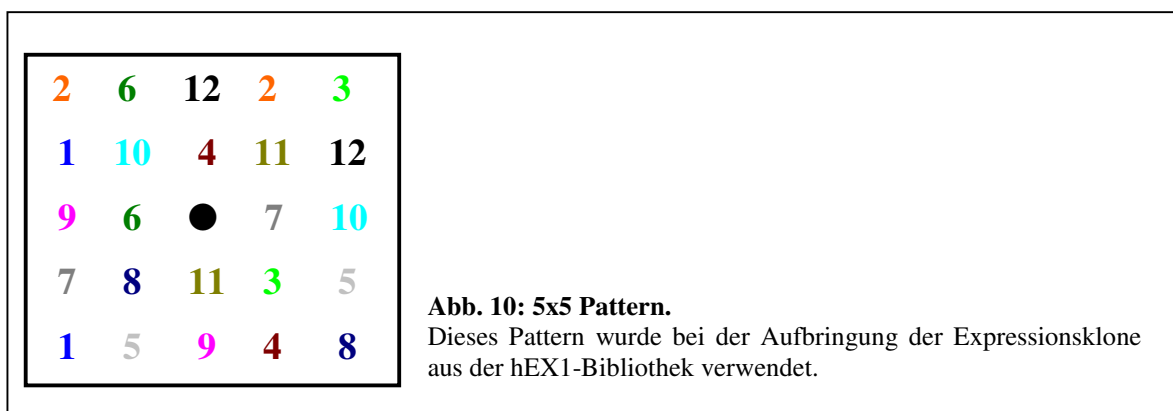 2 6 12 2 3
1 10 4 11 12
9 6 ● 7 10
7 8 11 3 5
1 5 9 4 8
Abb. 10: 5x5 Pattern.
Dieses Pattern wurde bei der Aufbringung der Expressionsklone
aus der hEX1-Bibliothek verwendet.